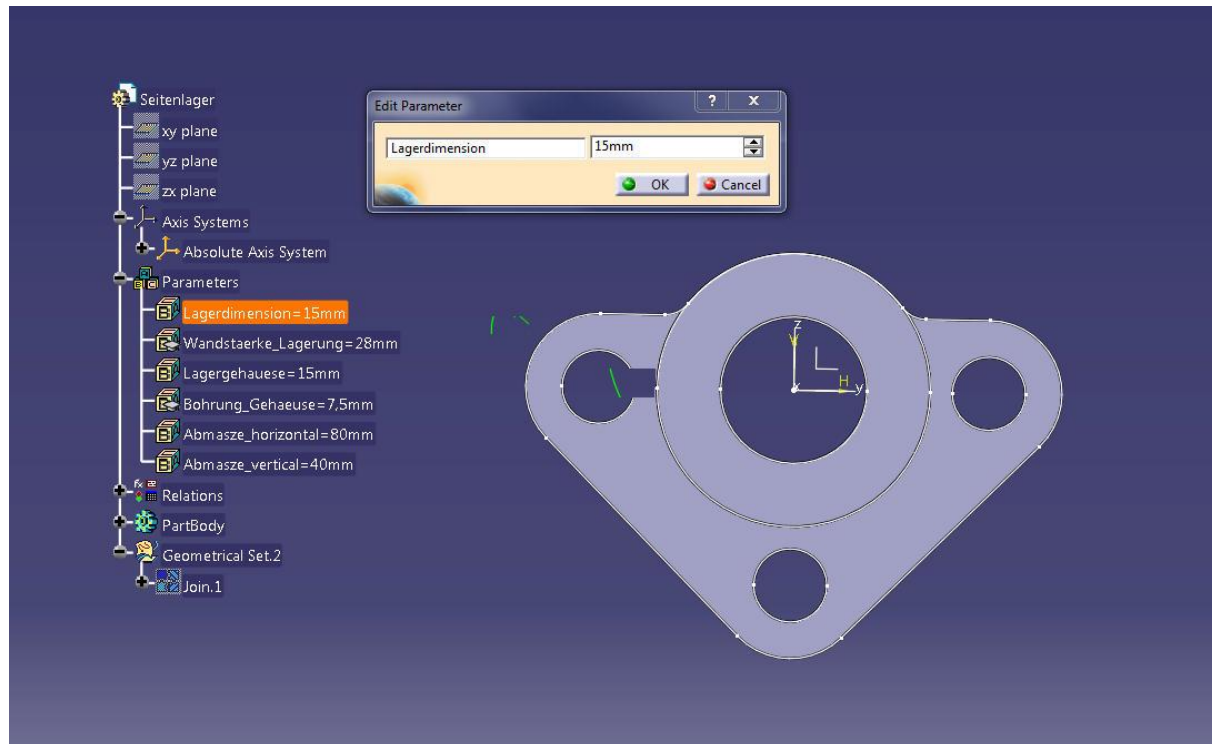 Seitenlager
xy plane
yz plane
zx plane
Axis Systems
Absolute Axis System
Parameters
Lagerdimension=15mm
Wandstaerke_Lagerung=28mm
Lagergehauese=15mm
Bohrung_Gehaeuse=7,5mm
Abmasze_horizontal=80mm
Abmasze_vertical=40mm
Relations
PartBody
Geometrical Set.2
Join.1
Edit Parameter ? X
Lagerdimension 15mm
OK Cancel
z
V
H y